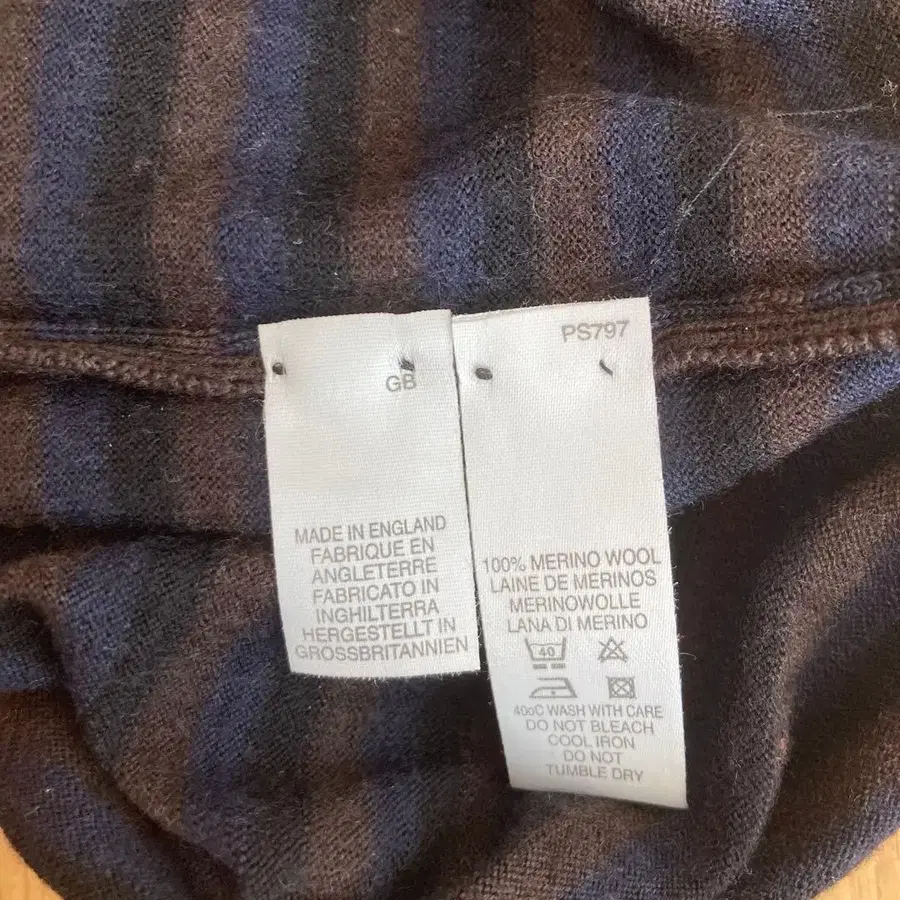 GB
MADE IN ENGLAND
FABRIQUE EN
ANGLETERRE
FABRICATO IN
INGHILTERRA
HERGESTELLT IN
GROSSBRITANNIEN
PS797
100% MERINO WOOL
LAINE DE MERINOS
MERINOWOLLE
LANA DI MERINO
40
40oC WASH WITH CARE
DO NOT BLEACH
COOL IRON
DO NOT
TUMBLE DRY